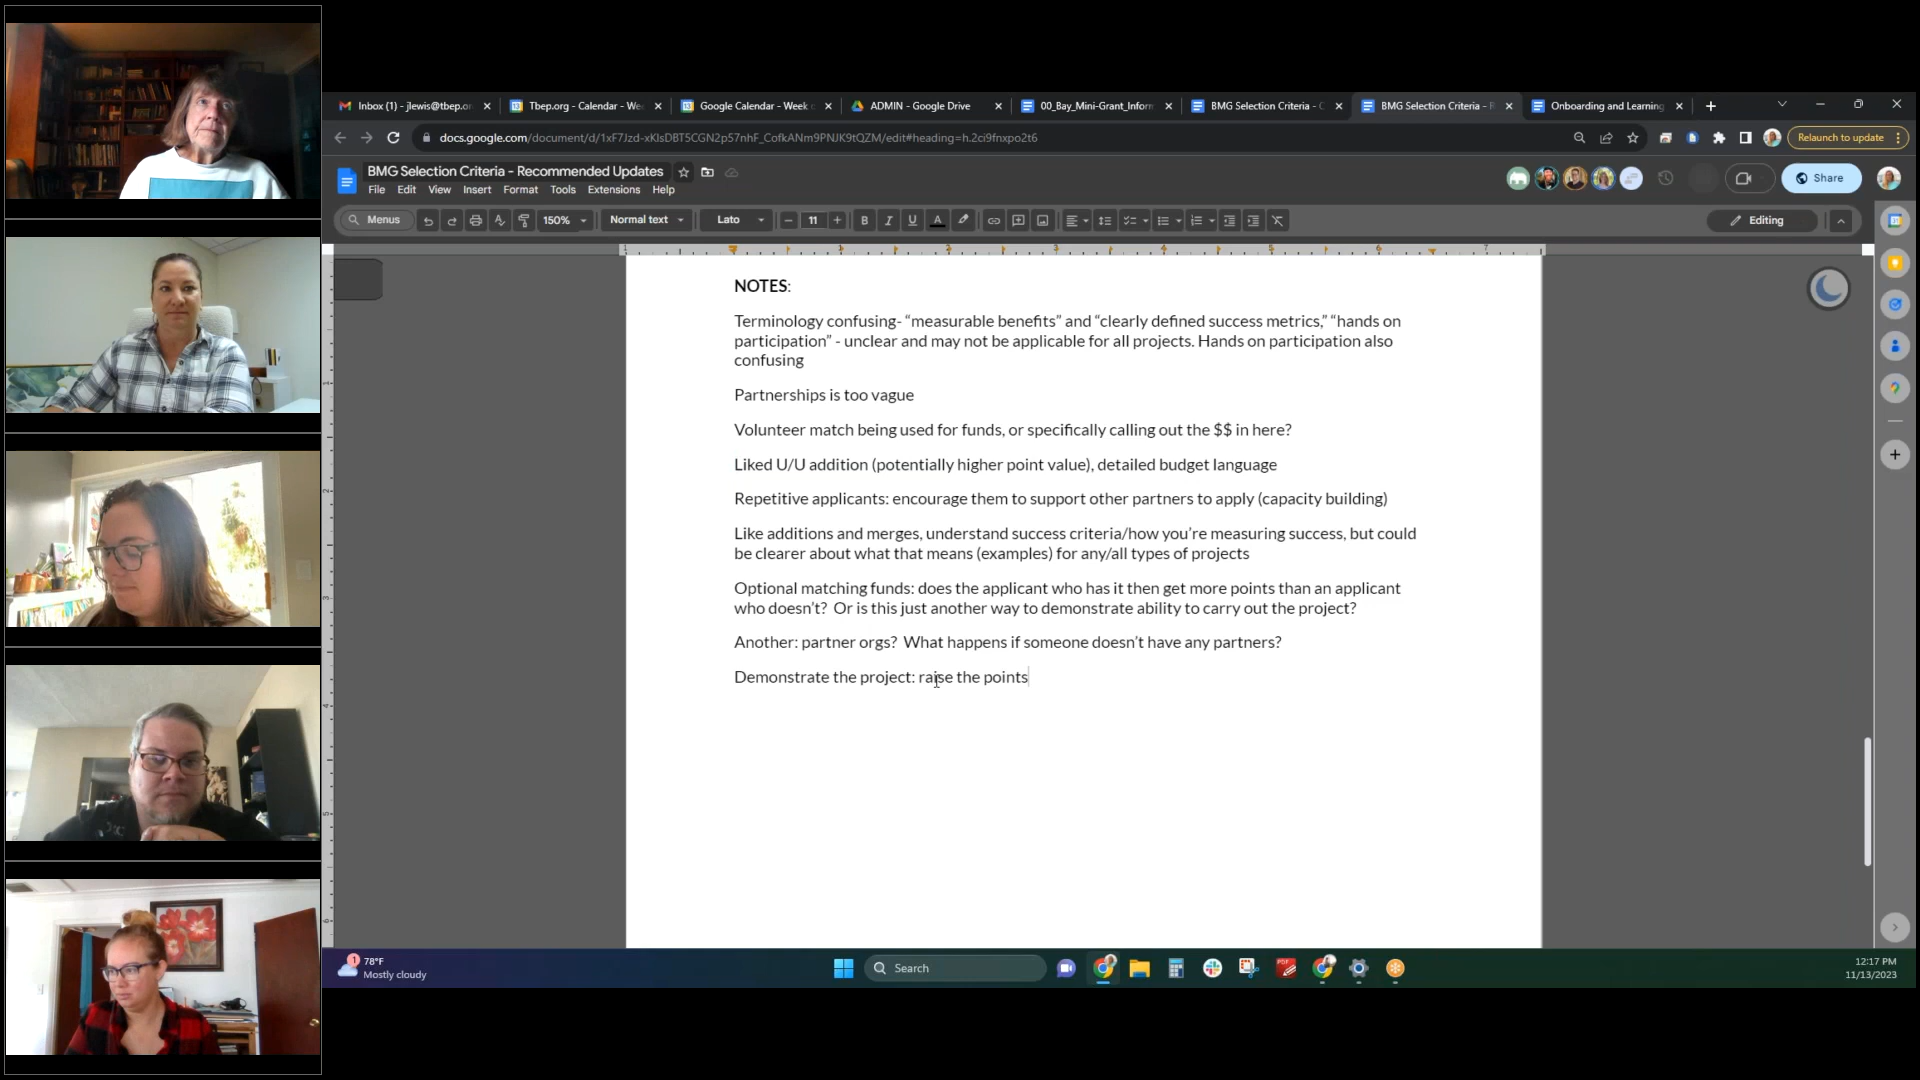 Inbox (1) - jlewis@tbep.or
Tbep.org - Calendar - We
Google Calendar - Week
ADMIN - Google Drive
00_Bay_Mini-Grant_Inform
BMG Selection Criteria - C
BMG Selection Criteria - R
Onboarding and Learning
docs.google.com/document/d/1xF7Jzd-xKlsDBT5CGN2p57nhF_CofkANm9PNJK9tQZM/edit#heading=h.2ci9fnxpo2t6
Relaunch to update
BMG Selection Criteria - Recommended Updates
File Edit View Insert Format Tools Extensions Help
Share
Menus 150% Normal text Lato 11 Editing
NOTES:
Terminology confusing- “measurable benefits” and “clearly defined success metrics,” “hands on
participation” - unclear and may not be applicable for all projects. Hands on participation also
confusing
Partnerships is too vague
Volunteer match being used for funds, or specifically calling out the $$ in here?
Liked U/U addition (potentially higher point value), detailed budget language
Repetitive applicants: encourage them to support other partners to apply (capacity building)
Like additions and merges, understand success criteria/how you’re measuring success, but could
be clearer about what that means (examples) for any/all types of projects
Optional matching funds: does the applicant who has it then get more points than an applicant
who doesn’t? Or is this just another way to demonstrate ability to carry out the project?
Another: partner orgs? What happens if someone doesn’t have any partners?
Demonstrate the project: raise the points
1
78°F
Mostly cloudy
Search
12:17 PM
11/13/2023